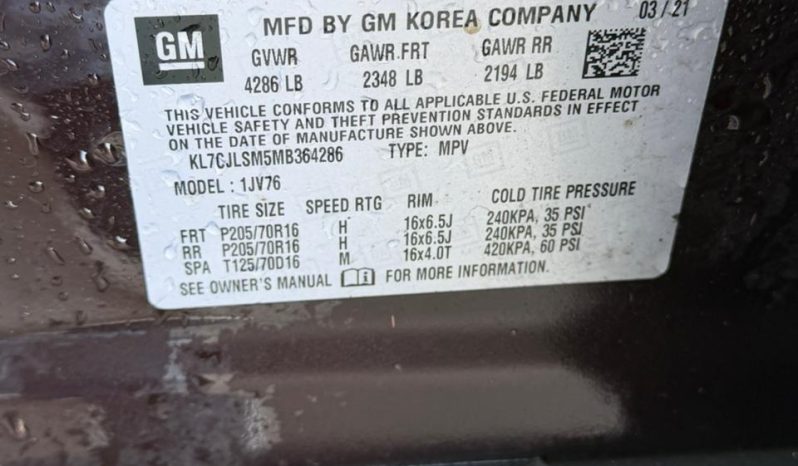 MFD BY GM KOREA COMPANY 03/21
GM
GVWR GAWR FRT GAWR RR
4286 LB 2348 LB 2194 LB
THIS VEHICLE CONFORMS TO ALL APPLICABLE U.S. FEDERAL MOTOR
VEHICLE SAFETY AND THEFT PREVENTION STANDARDS IN EFFECT
ON THE DATE OF MANUFACTURE SHOWN ABOVE.
KL7CJLSM5MB364286 TYPE: MPV
MODEL : 1JV76
TIRE SIZE SPEED RTG RIM COLD TIRE PRESSURE
FRT P205/70R16 H 16x6.5J 240KPA, 35 PSI
RR P205/70R16 H 16x6.5J 240KPA, 35 PSI
SPA T125/70D16 M 16x4.0T 420KPA, 60 PSI
SEE OWNER'S MANUAL FOR MORE INFORMATION.